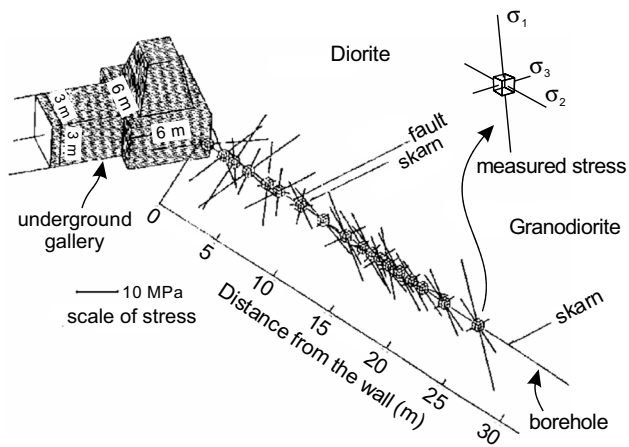 σ1
Diorite
σ3
σ2
3 m
6 m
3 m
6 m
fault
skarn
measured stress
underground
gallery
Granodiorite
0
5
10
15
20
25
30
10 MPa
scale of stress
Distance from the wall (m)
skarn
borehole